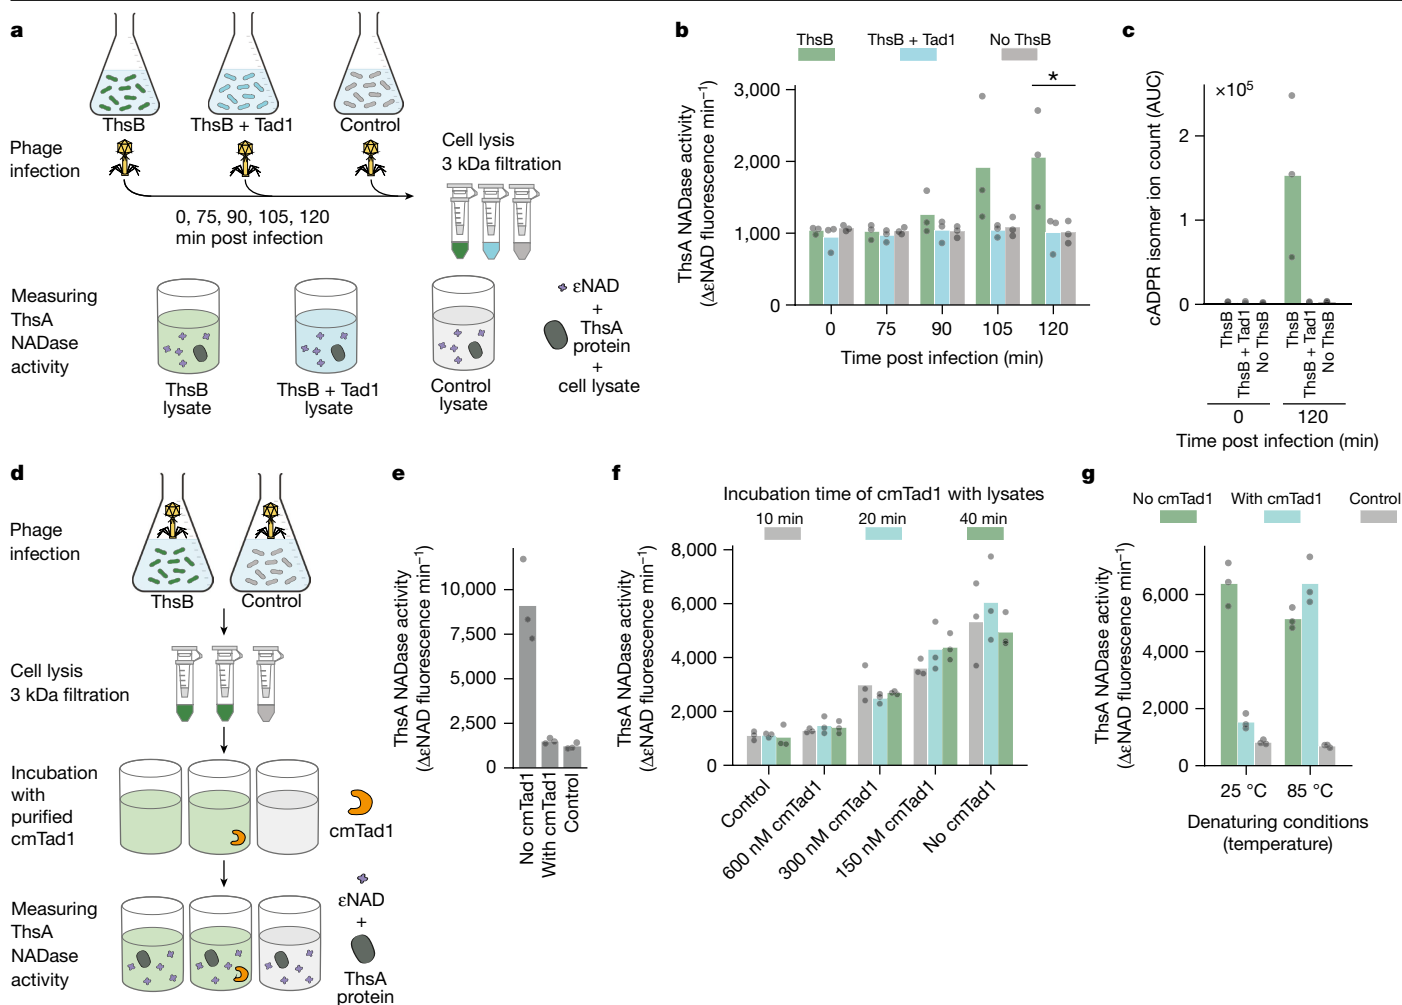 a
ThsB
ThsB + Tad1
Control
Phage
infection
0, 75, 90, 105, 120
min post infection
Cell lysis
3 kDa filtration
Measuring
ThsA
NADase
activity
ThsB
lysate
ThsB + Tad1
lysate
Control
lysate
εNAD
+
ThsA
protein
+
cell lysate
b
ThsB
ThsB + Tad1
No ThsB
ThsA NADase activity
(ΔεNAD fluorescence min⁻¹)
3,000
2,000
1,000
0
*
0
75
90
105
120
Time post infection (min)
c
cADPR isomer ion count (AUC)
×10⁵
2
1
0
ThsB
ThsB + Tad1
No ThsB
ThsB
ThsB + Tad1
No ThsB
0
120
Time post infection (min)
d
Phage
infection
ThsB
Control
Cell lysis
3 kDa filtration
Incubation
with
purified
cmTad1
cmTad1
Measuring
ThsA
NADase
activity
εNAD
+
ThsA
protein
e
ThsA NADase activity
(ΔεNAD fluorescence min⁻¹)
10,000
7,500
5,000
2,500
0
No cmTad1
With cmTad1
Control
f
Incubation time of cmTad1 with lysates
10 min
20 min
40 min
ThsA NADase activity
(ΔεNAD fluorescence min⁻¹)
8,000
6,000
4,000
2,000
0
Control
600 nM cmTad1
300 nM cmTad1
150 nM cmTad1
No cmTad1
g
No cmTad1
With cmTad1
Control
ThsA NADase activity
(ΔεNAD fluorescence min⁻¹)
6,000
4,000
2,000
0
25 °C
85 °C
Denaturing conditions
(temperature)